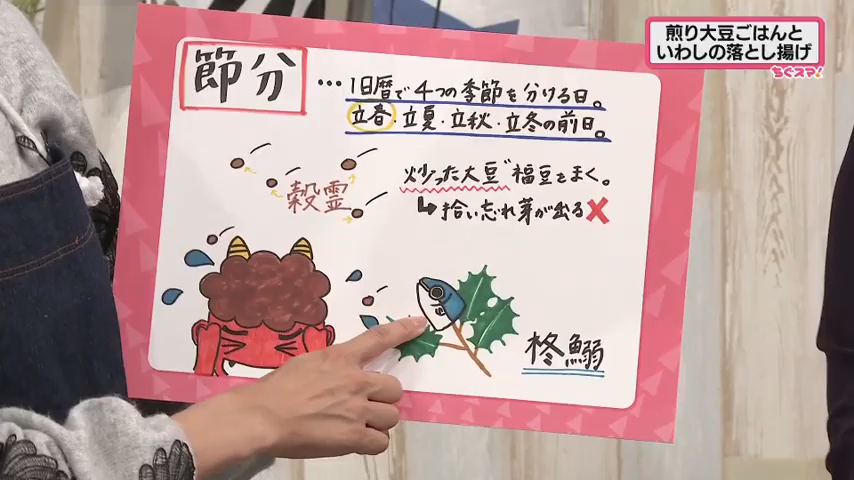 煎り大豆ごはんと
いわしの落とし揚げ
ちぐスマ!
節分
…1日暦で4つの季節を分ける日。
立春・立夏・立秋・立冬の前日。
穀霊
炒った大豆゛福豆をまく。
↳拾い忘れ芽が出る✗
柊鰯